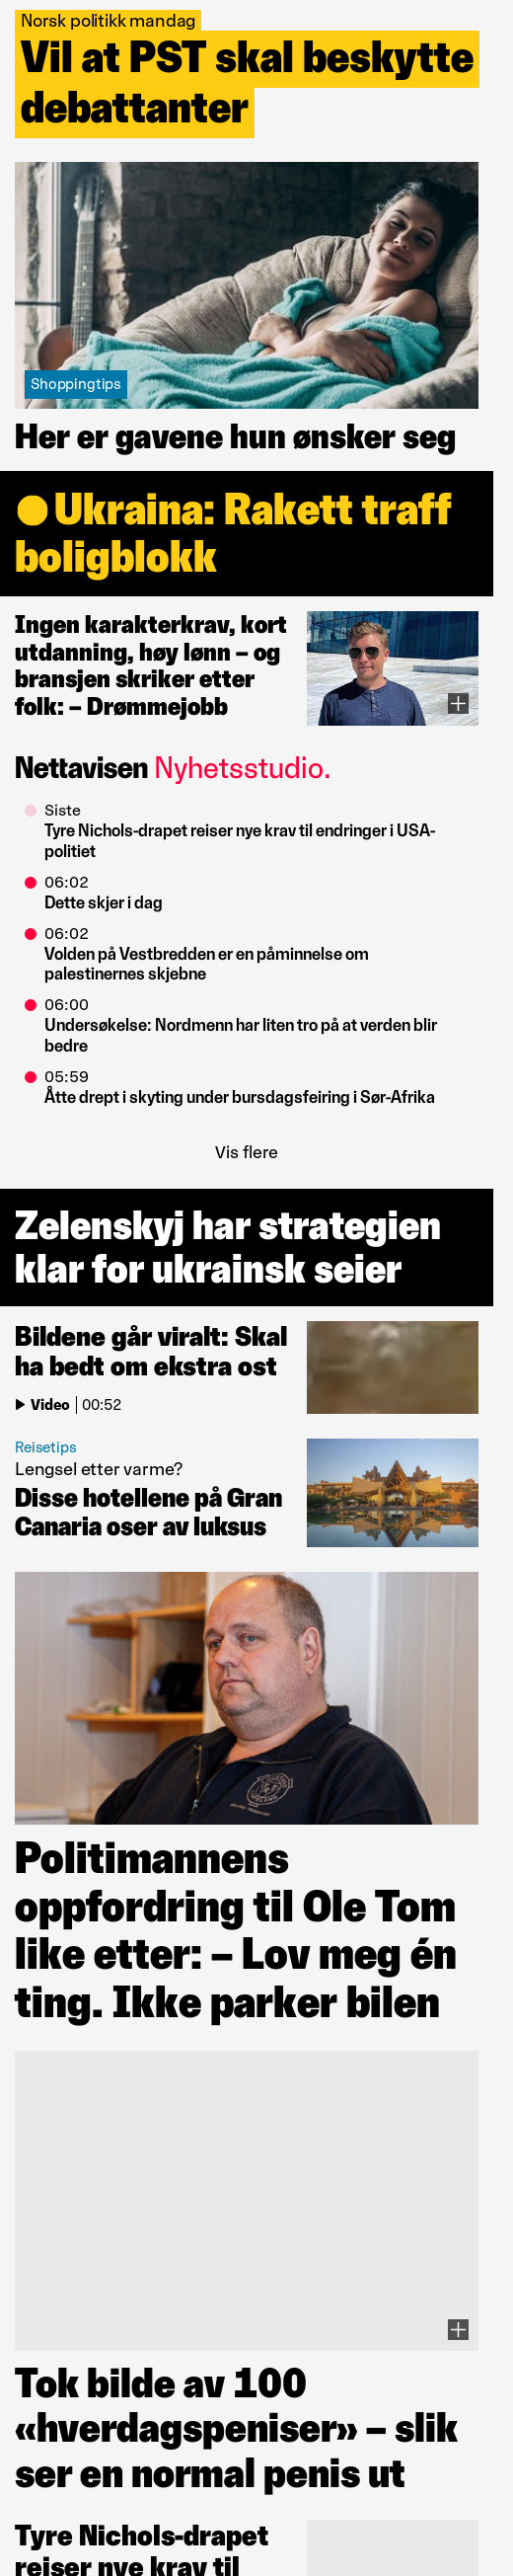 Norsk politikk mandag
Vil at PST skal beskytte
debattanter
Shoppingtips
Her er gavene hun ønsker seg
Ukraina: Rakett traff
boligblokk
Ingen karakterkrav, kort
utdanning, høy lønn – og
bransjen skriker etter
folk: – Drømmejobb
Nettavisen Nyhetsstudio.
Siste
Tyre Nichols-drapet reiser nye krav til endringer i USA-
politiet
06:02
Dette skjer i dag
06:02
Volden på Vestbredden er en påminnelse om
palestinernes skjebne
06:00
Undersøkelse: Nordmenn har liten tro på at verden blir
bedre
05:59
Åtte drept i skyting under bursdagsfeiring i Sør-Afrika
Vis flere
Zelenskyj har strategien
klar for ukrainsk seier
Bildene går viralt: Skal
ha bedt om ekstra ost
Video 00:52
Reisetips
Lengsel etter varme?
Disse hotellene på Gran
Canaria oser av luksus
Politimannens
oppfordring til Ole Tom
like etter: – Lov meg én
ting. Ikke parker bilen
Tok bilde av 100
«hverdagspeniser» – slik
ser en normal penis ut
Tyre Nichols-drapet
reiser nye krav til